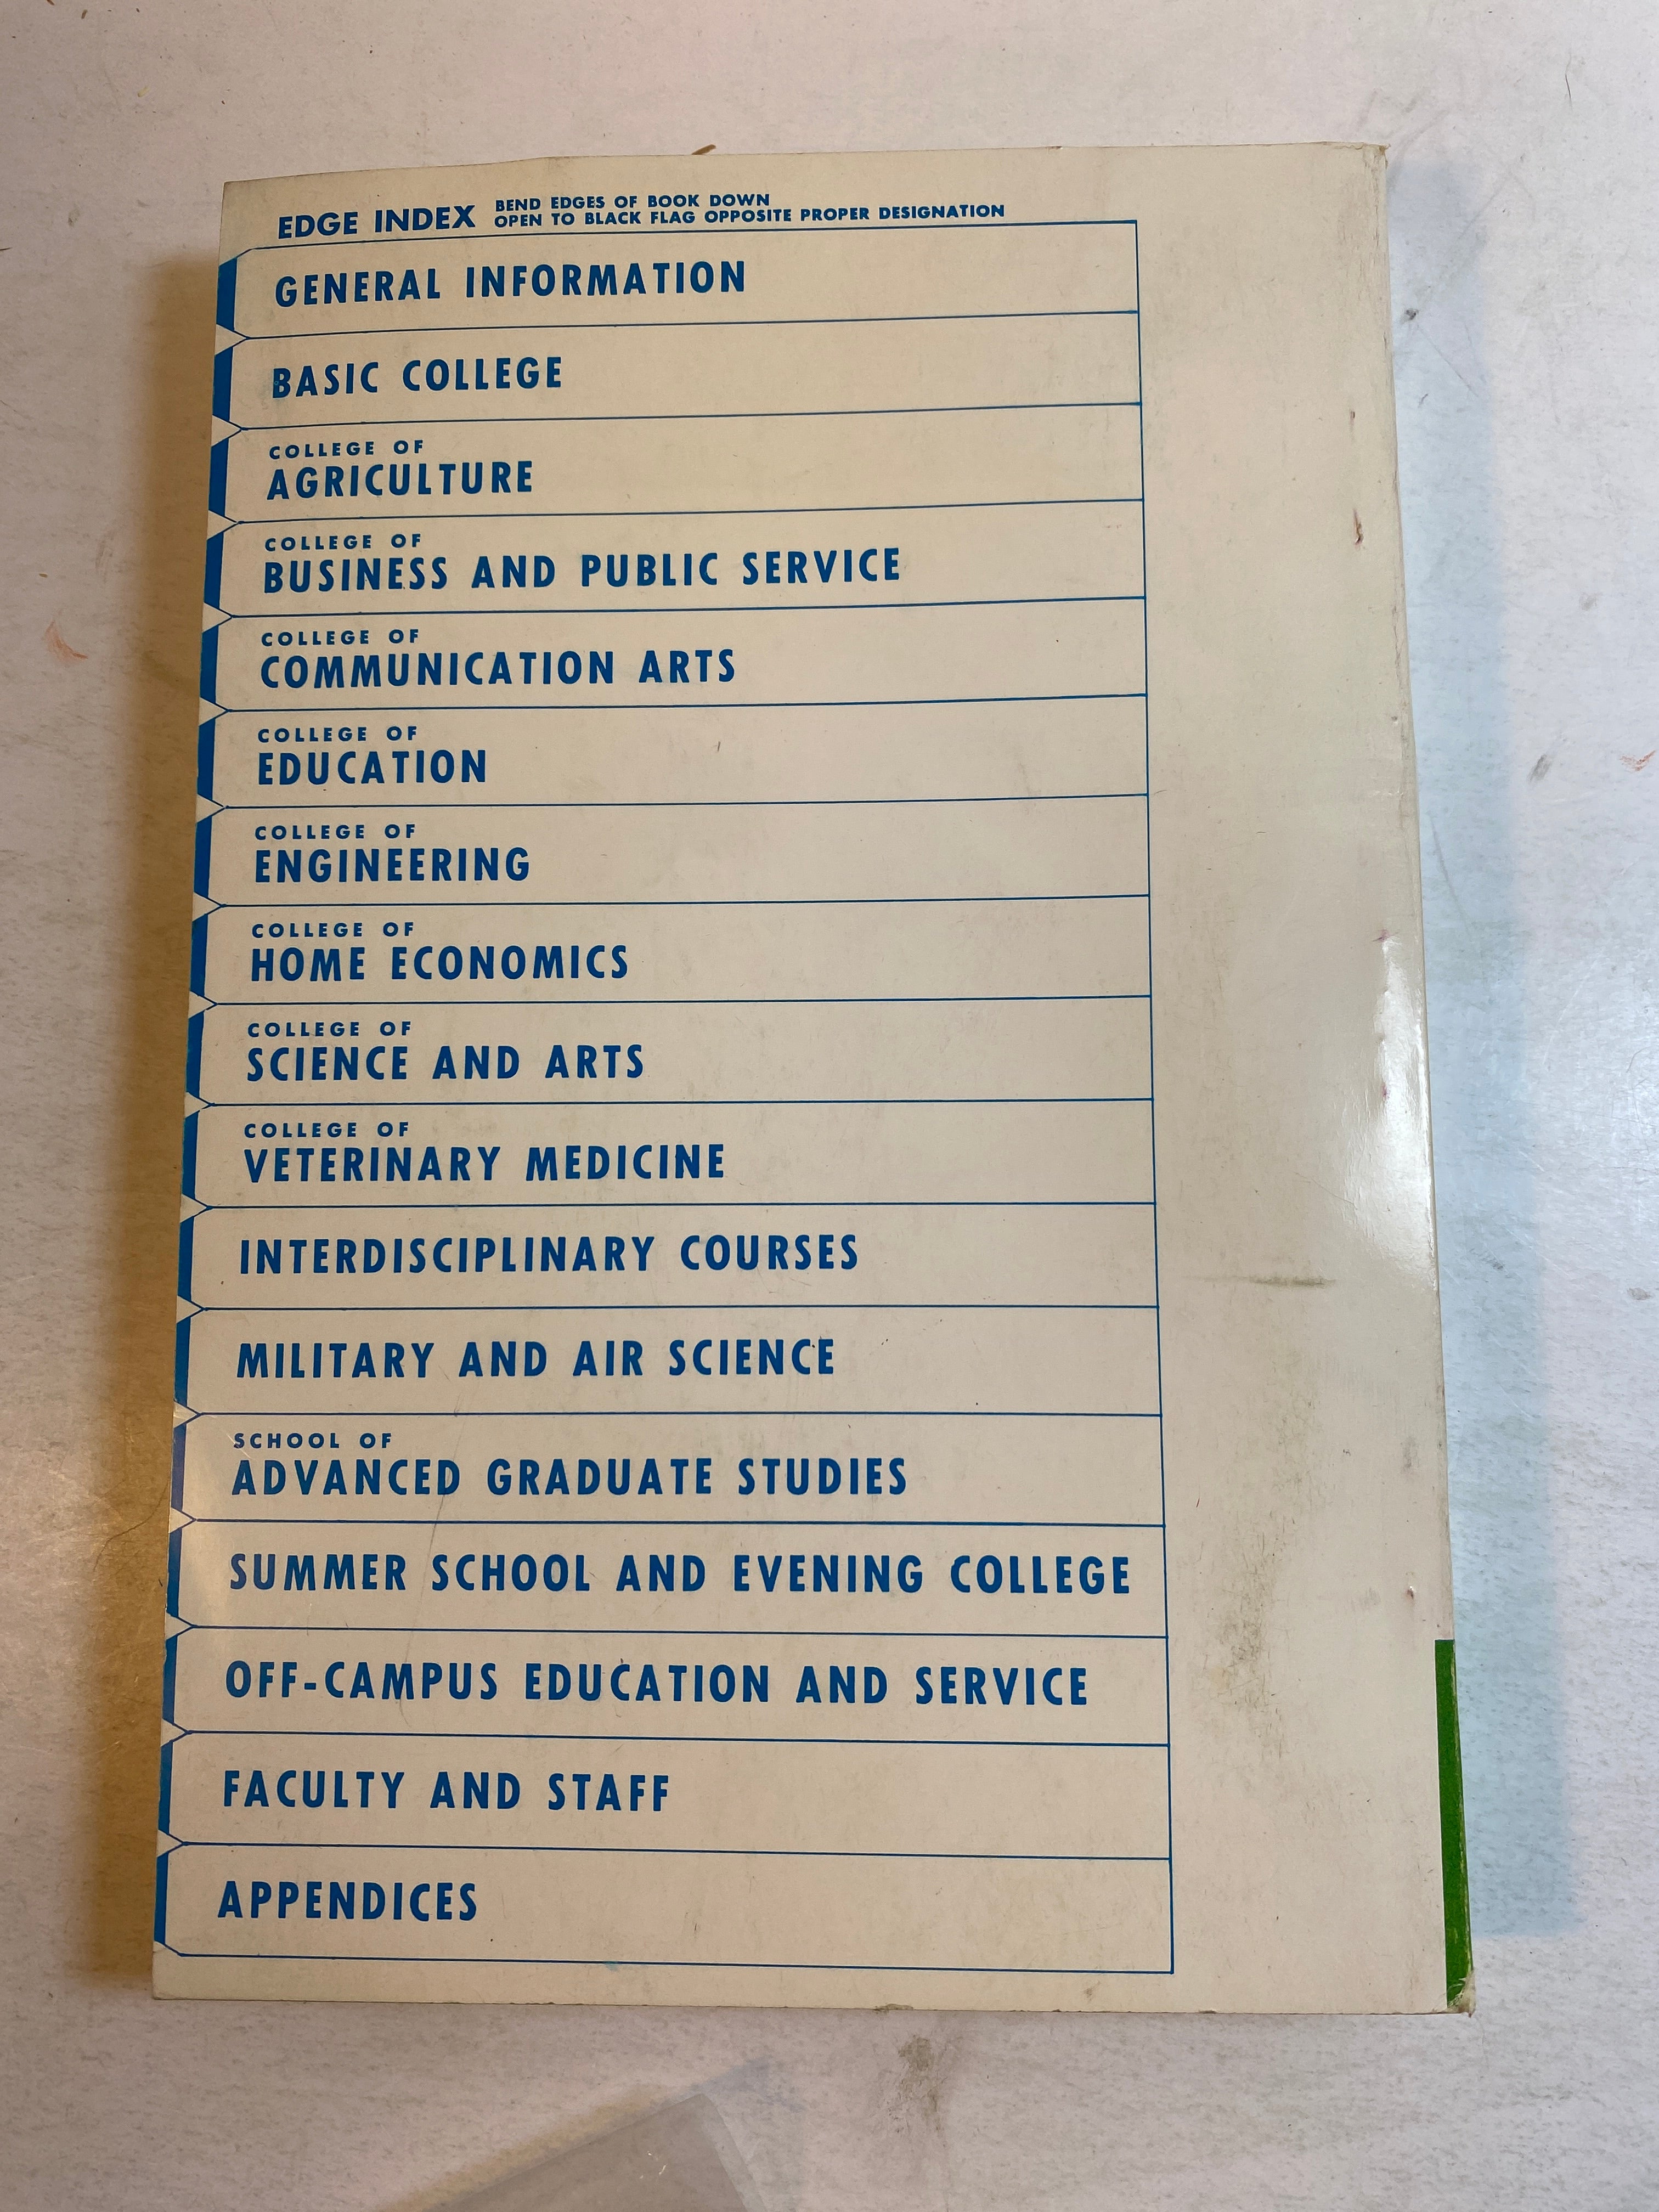 EDGE INDEX
BEND EDGES OF BOOK DOWN
OPEN TO BLACK FLAG OPPOSITE PROPER DESIGNATION
GENERAL INFORMATION
BASIC COLLEGE
COLLEGE OF
AGRICULTURE
COLLEGE OF
BUSINESS AND PUBLIC SERVICE
COLLEGE OF
COMMUNICATION ARTS
COLLEGE OF
EDUCATION
COLLEGE OF
ENGINEERING
COLLEGE OF
HOME ECONOMICS
COLLEGE OF
SCIENCE AND ARTS
COLLEGE OF
VETERINARY MEDICINE
INTERDISCIPLINARY COURSES
MILITARY AND AIR SCIENCE
SCHOOL OF
ADVANCED GRADUATE STUDIES
SUMMER SCHOOL AND EVENING COLLEGE
OFF-CAMPUS EDUCATION AND SERVICE
FACULTY AND STAFF
APPENDICES